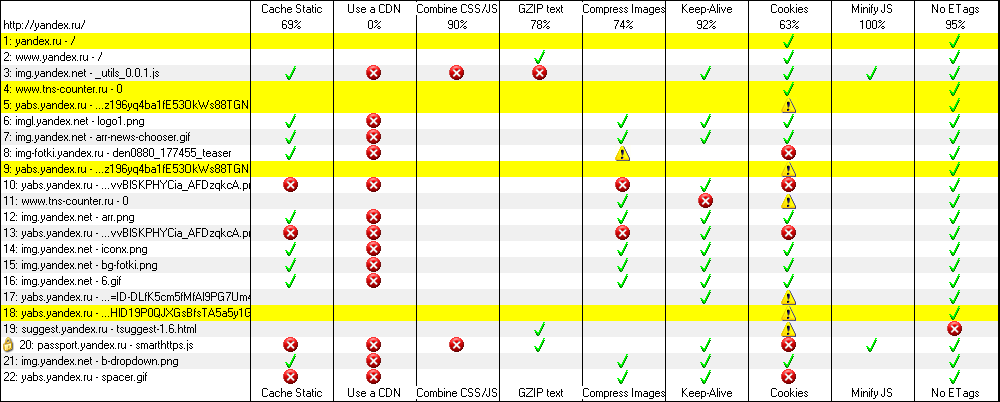 Cache Static Use a CDN Combine CSS/JS GZIP text Compress Images Keep-Alive Cookies Minify JS No ETags
http://yandex.ru/ 69% 0% 90% 78% 74% 92% 63% 100% 95%
1: yandex.ru - /
2: www.yandex.ru - /
3: img.yandex.net - _utils_0.0.1.js
4: www.tns-counter.ru - 0
5: yabs.yandex.ru - ...z196yq4ba1fE53OkWs88TGN
6: imgl.yandex.net - logo1.png
7: img.yandex.net - arr-news-chooser.gif
8: img-fotki.yandex.ru - den0880_177455_teaser
9: yabs.yandex.ru - ...z196yq4ba1fE53OkWs88TGN
10: yabs.yandex.ru - ...vvBISKPHYCia_AFDzqkcA.pn
11: www.tns-counter.ru - 0
12: img.yandex.net - arr.png
13: yabs.yandex.ru - ...vvBISKPHYCia_AFDzqkcA.pn
14: img.yandex.net - iconx.png
15: img.yandex.net - bg-fotki.png
16: img.yandex.net - 6.gif
17: yabs.yandex.ru - ...=ID-DLfK5cm5fMfAl9PG7Um4
18: yabs.yandex.ru - ...HID19P0QJXGsBfsTA5a5y1G
19: suggest.yandex.ru - tsuggest-1.6.html
20: passport.yandex.ru - smarthttps.js
21: img.yandex.net - b-dropdown.png
22: yabs.yandex.ru - spacer.gif
Cache Static Use a CDN Combine CSS/JS GZIP text Compress Images Keep-Alive Cookies Minify JS No ETags